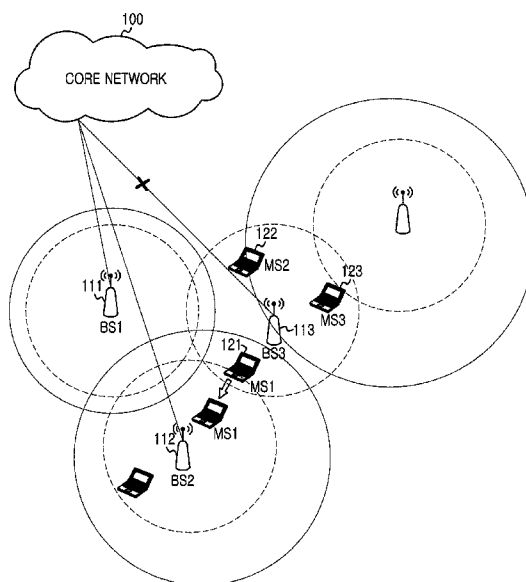 100
CORE NETWORK
122
MS2
123
MS3
111
BS1
113
BS3
121
MS1
MS1
112
BS2